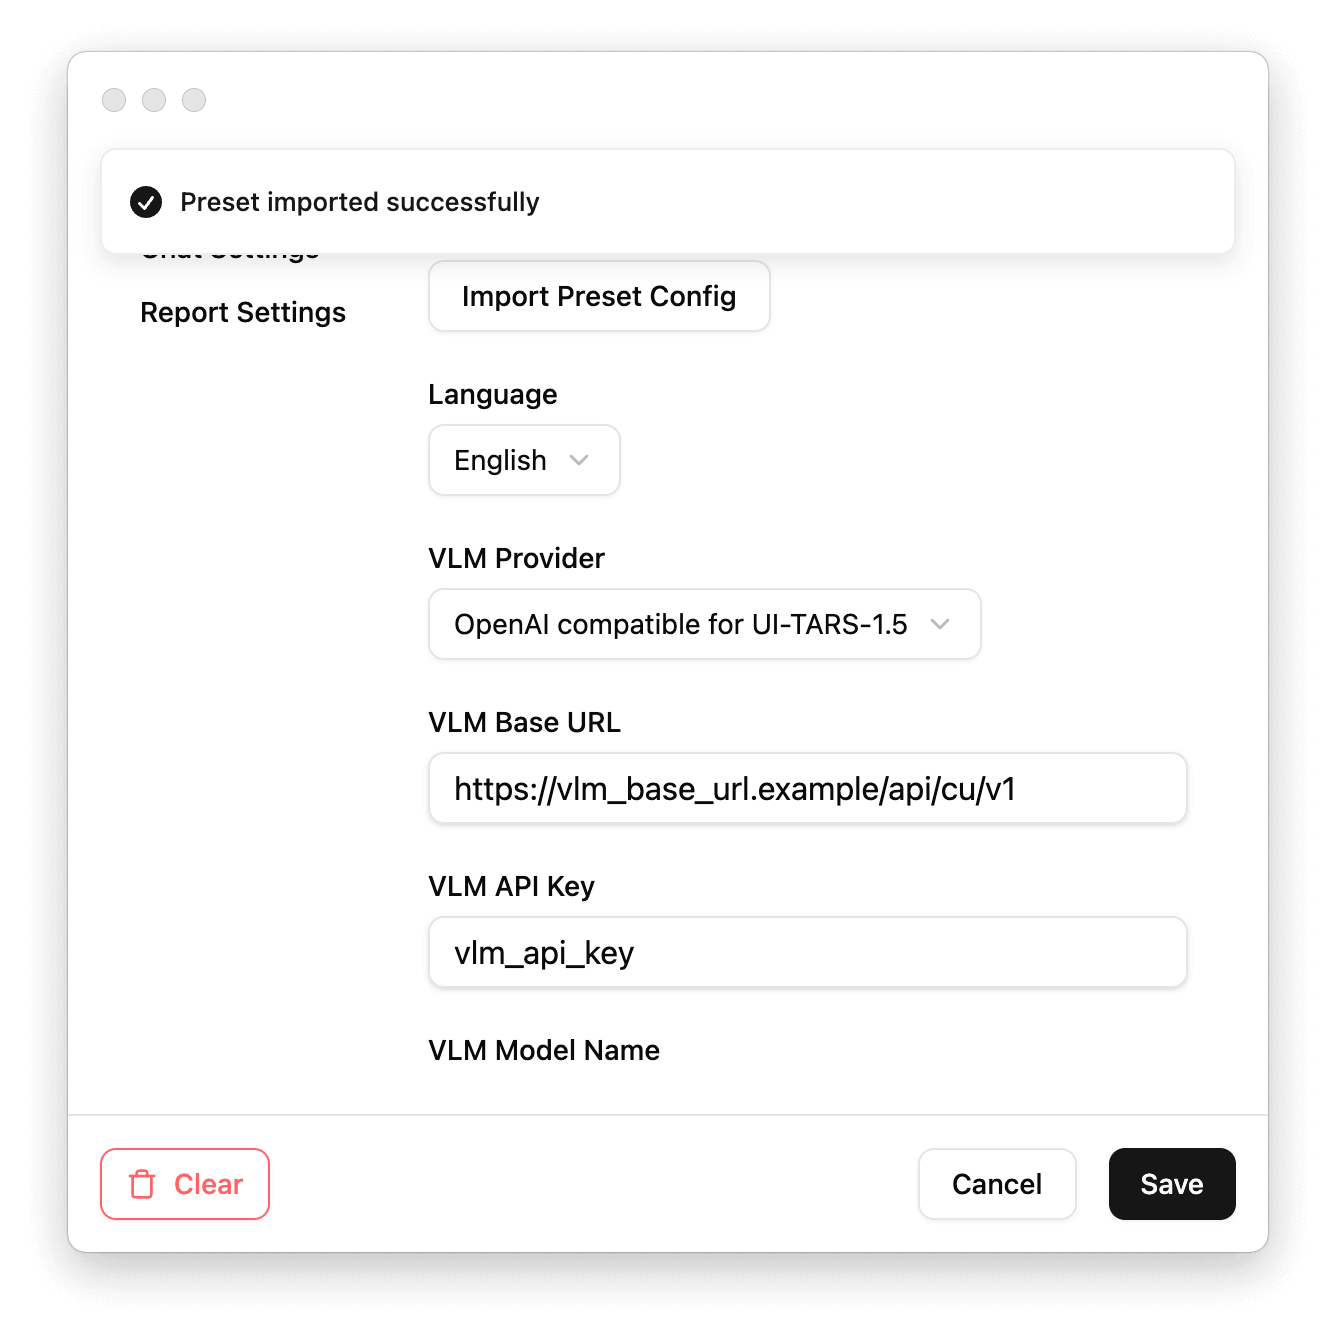 Preset imported successfully
Chat Settings
Import Preset Config
Report Settings
Language
English
VLM Provider
OpenAI compatible for UI-TARS-1.5
VLM Base URL
https://vlm_base_url.example/api/cu/v1
VLM API Key
vlm_api_key
VLM Model Name
Clear
Cancel
Save